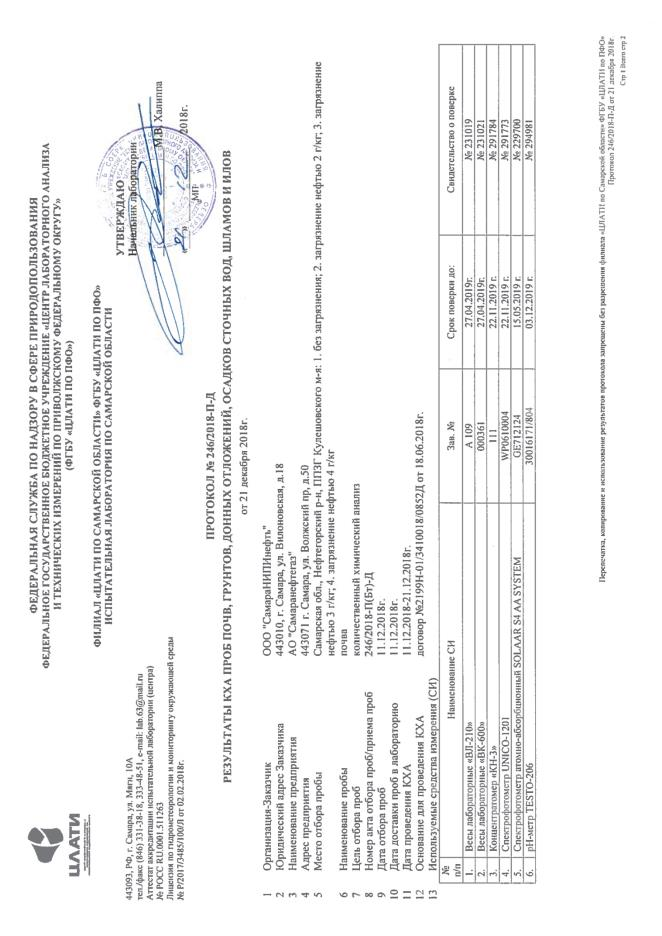 ФЕДЕРАЛЬНАЯ СЛУЖБА ПО НАДЗОРУ В СФЕРЕ ПРИРОДОПОЛЬЗОВАНИЯ
ФЕДЕРАЛЬНОЕ ГОСУДАРСТВЕННОЕ БЮДЖЕТНОЕ УЧРЕЖДЕНИЕ «ЦЕНТР ЛАБОРАТОРНОГО АНАЛИЗА
И ТЕХНИЧЕСКИХ ИЗМЕРЕНИЙ ПО ПРИВОЛЖСКОМУ ФЕДЕРАЛЬНОМУ ОКРУГУ»
(ФГБУ «ЦЛАТИ ПО ПФО»)
ЦЛАТИ
ФИЛИАЛ «ЦЛАТИ ПО САМАРСКОЙ ОБЛАСТИ» ФГБУ «ЦЛАТИ ПО ПФО»
ИСПЫТАТЕЛЬНАЯ ЛАБОРАТОРИЯ ПО САМАРСКОЙ ОБЛАСТИ
443093, РФ, г. Самара, ул. Мяги, 10А
тел./факс (846) 331-38-18, 333-48-51, e-mail: lab.63@mail.ru
Аттестат аккредитации испытательной лаборатории (центра)
№ РОСС RU.0001.511263
Лицензия по гидрометеорологии и мониторингу окружающей среды
№ Р/2017/3485/100/Л от 02.02.2018г.
УТВЕРЖДАЮ
Начальник лаборатории
М.В. Халиппа
2018г.
МП
ПРОТОКОЛ № 246/2018-П-Д
РЕЗУЛЬТАТЫ КХА ПРОБ ПОЧВ, ГРУНТОВ, ДОННЫХ ОТЛОЖЕНИЙ, ОСАДКОВ СТОЧНЫХ ВОД, ШЛАМОВ И ИЛОВ
от 21 декабря 2018г.
1 Организация-Заказчик ООО "СамараНИПИнефть"
2 Юридический адрес Заказчика 443010, г. Самара, ул. Вилоновская, д.18
3 Наименование предприятия АО "Самаранефтегаз"
4 Адрес предприятия 443071 г. Самара, ул. Волжский пр, д.50
5 Место отбора пробы Самарская обл., Нефтегорский р-н, ППЗГ Кулешовского м-я: 1. без загрязнения; 2. загрязнение нефтью 2 г/кг; 3. загрязнение
нефтью 3 г/кг; 4. загрязнение нефтью 4 г/кг
6 Наименование пробы почва
7 Цель отбора проб количественный химический анализ
8 Номер акта отбора проб/приема проб 246/2018-П(Бт)-Д
9 Дата отбора проб 11.12.2018г.
10 Дата доставки проб в лабораторию 11.12.2018г.
11 Дата проведения КХА 11.12.2018-21.12.2018г.
12 Основание для проведения КХА договор №2199Н-01/3410018/0852Д от 18.06.2018г.
13 Используемые средства измерения (СИ)
№ п/п Наименование СИ Зав. № Срок поверки до: Свидетельство о поверке
1. Весы лабораторные «ВЛ-210» А 109 27.04.2019г. № 231019
2. Весы лабораторные «ВК-600» 000361 27.04.2019г. № 231021
3. Концентратомер «КН-3» 111 22.11.2019 г. № 291784
4. Спектрофотометр UNICO-1201 WP0610004 22.11.2019 г. № 291773
5. Спектрофотометр атомно-абсорбционный SOLAAR S4 AA SYSTEM GE712124 15.05.2019 г. № 229700
6. pH-метр TESTO-206 30016171/804 03.12.2019 г. № 294981
Перепечатка, копирование и использование результатов протокола запрещены без разрешения филиала «ЦЛАТИ по Самарской области» ФГБУ «ЦЛАТИ по ПФО»
Протокол 246/2018-П-Д от 21 декабря 2018г.
Стр 1 Всего стр 2